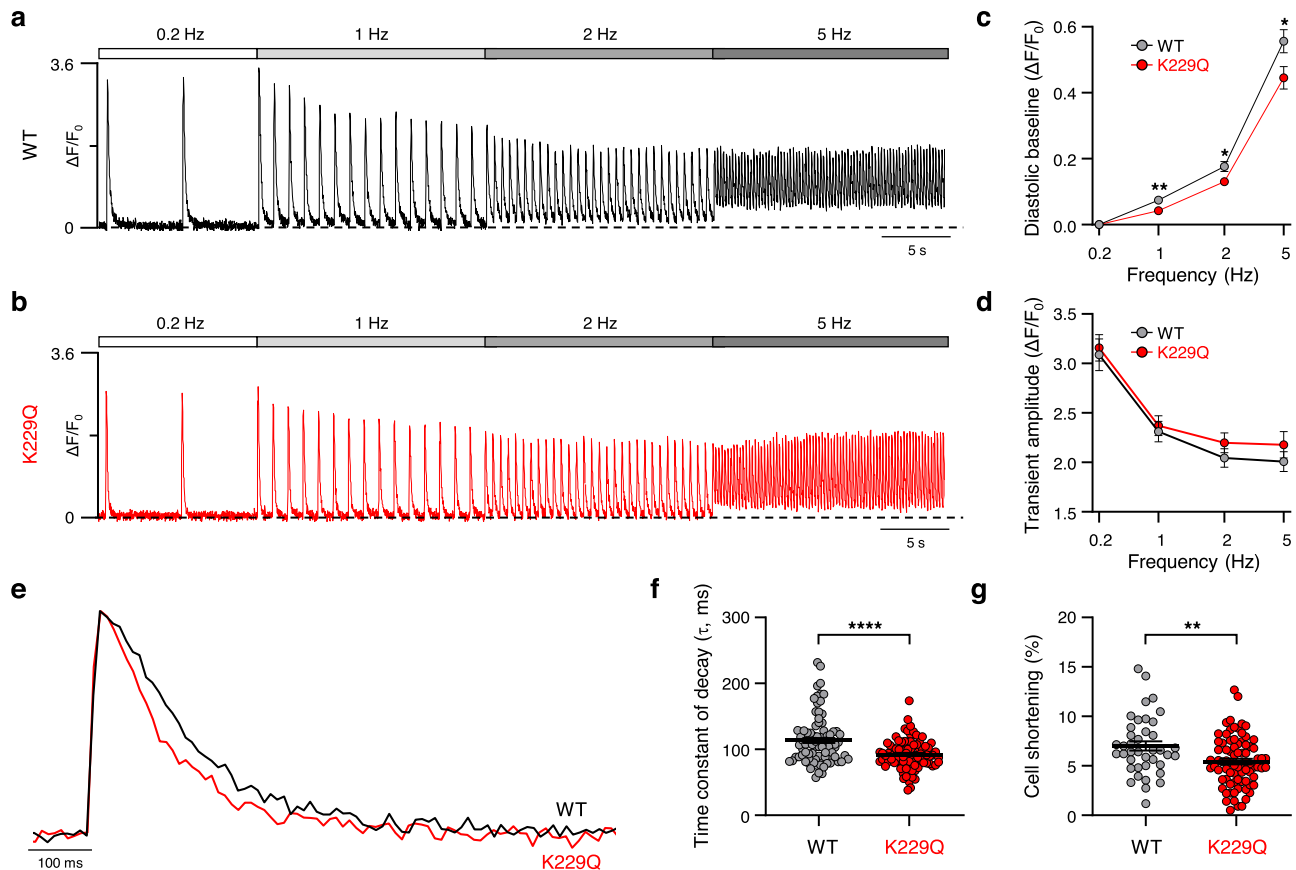 a
0.2 Hz
1 Hz
2 Hz
5 Hz
3.6
WT
ΔF/F0
0
5 s
b
0.2 Hz
1 Hz
2 Hz
5 Hz
3.6
K229Q
ΔF/F0
0
5 s
c
Diastolic baseline (ΔF/F0)
0.6
0.4
0.2
0.0
WT
K229Q
**
*
*
0.2
1
2
5
Frequency (Hz)
d
Transient amplitude (ΔF/F0)
3.5
3.0
2.5
2.0
1.5
WT
K229Q
0.2
1
2
5
Frequency (Hz)
e
WT
K229Q
100 ms
f
Time constant of decay (τ, ms)
300
200
100
0
****
WT
K229Q
g
Cell shortening (%)
20
15
10
5
0
**
WT
K229Q